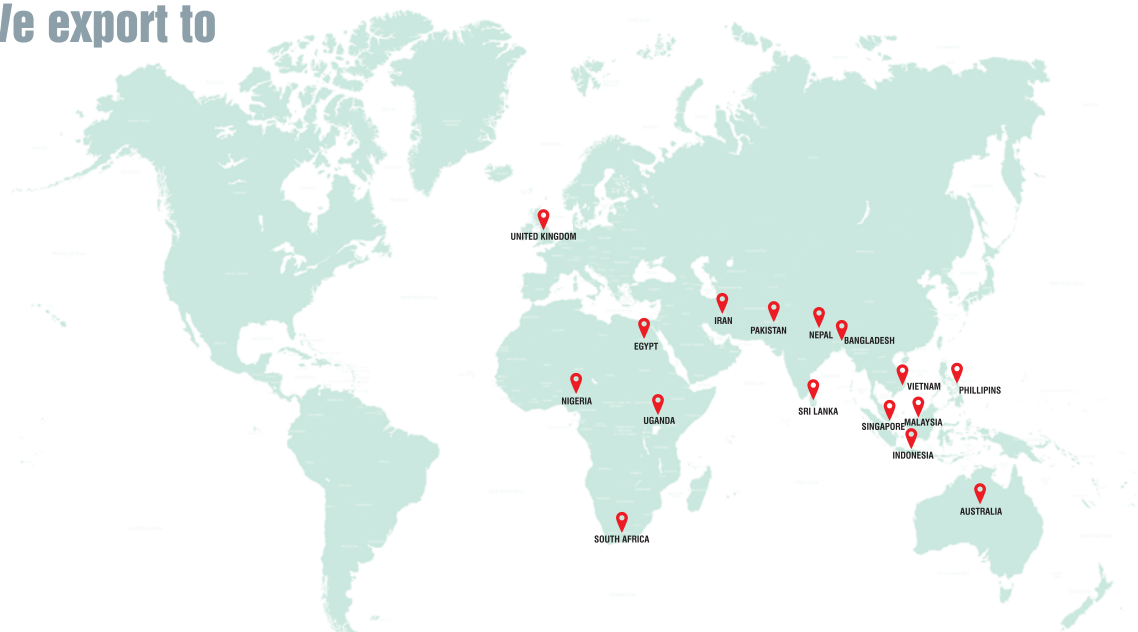 We export to
UNITED KINGDOM
IRAN
PAKISTAN
NEPAL
BANGLADESH
EGYPT
VIETNAM
PHILLIPINS
NIGERIA
SRI LANKA
UGANDA
SINGAPORE
MALAYSIA
INDONESIA
AUSTRALIA
SOUTH AFRICA